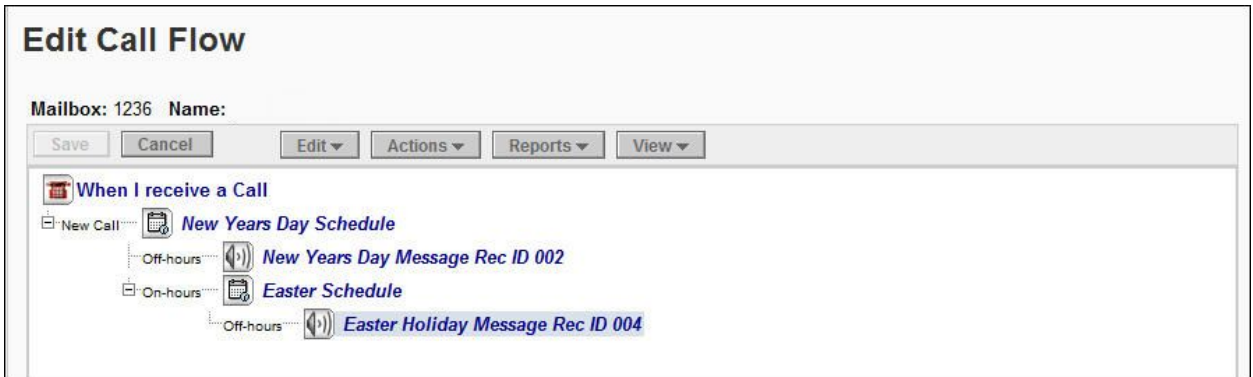 Edit Call Flow
Mailbox: 1236 Name:
Save Cancel Edit Actions Reports View
When I receive a Call
New Call New Years Day Schedule
Off-hours New Years Day Message Rec ID 002
On-hours Easter Schedule
Off-hours Easter Holiday Message Rec ID 004